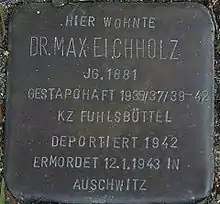 HIER WOHNTE
DR. MAX EICHHOLZ
JG. 1881
GESTAPOHAFT 1935/37/39-42
KZ FUHLSBÜTTEL
DEPORTIERT 1942
ERMORDET 12.1.1943 IN
AUSCHWITZ